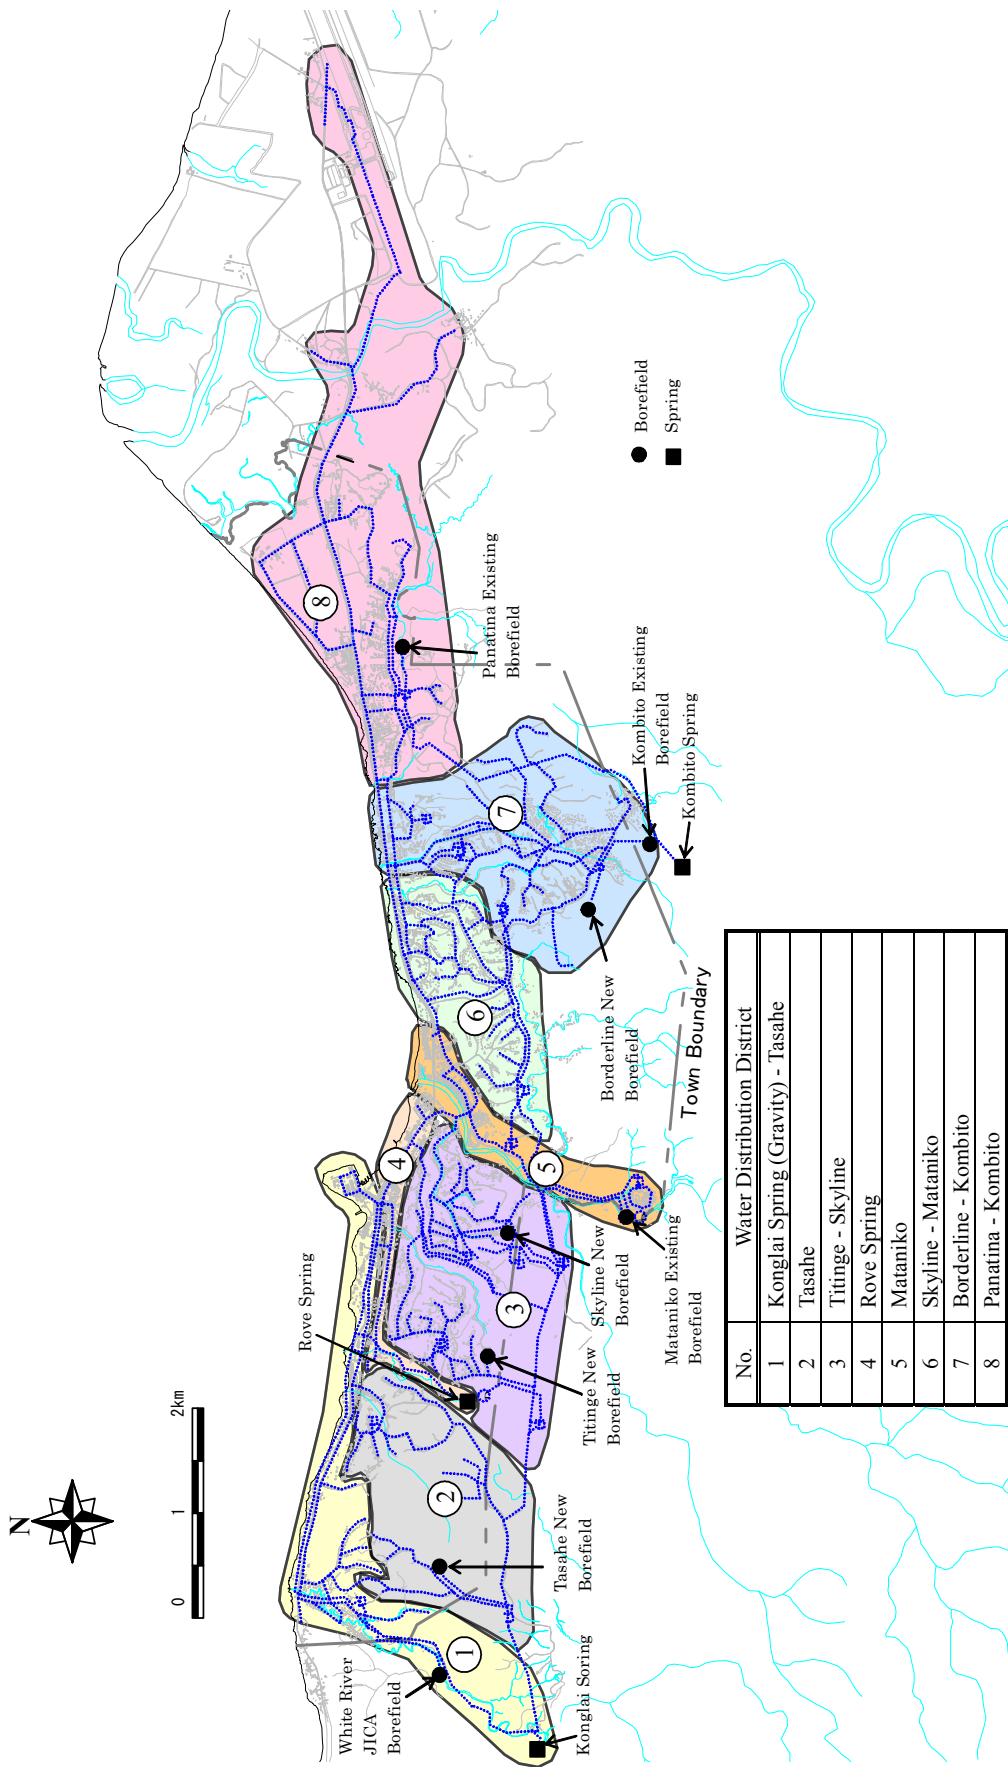 N
0
1
2km
White River
JICA
Borefield
Konglai Soring
Tasahe New
Borefield
Rove Spring
Titinge New
Borefield
Skyline New
Borefield
Mataniko Existing
Borefield
Borderline New
Borefield
Town Boundary
Kombito Existing
Borefield
Kombito Spring
Panatina Existing
Borefield
Borefield
Spring
1
2
3
4
5
6
7
8
No. Water Distribution District
1 Konglai Spring (Gravity) - Tasahe
2 Tasahe
3 Titinge - Skyline
4 Rove Spring
5 Mataniko
6 Skyline - Mataniko
7 Borderline - Kombito
8 Panatina - Kombito